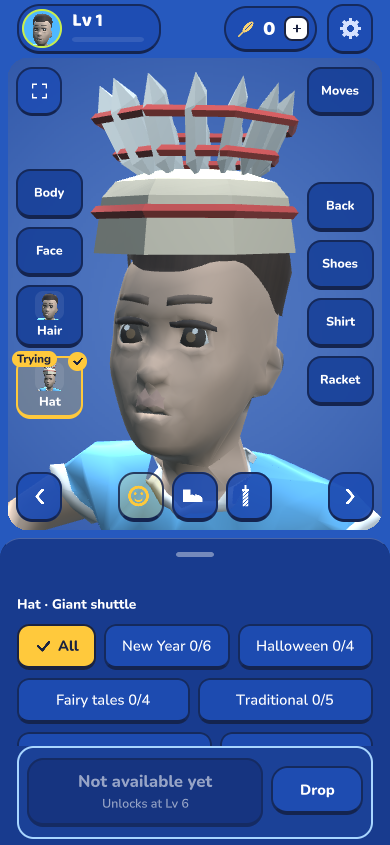 Lv 1
0
+
Moves
Body
Back
Face
Shoes
Hair
Shirt
Trying
Hat
Racket
Hat · Giant shuttle
All
New Year 0/6
Halloween 0/4
Fairy tales 0/4
Traditional 0/5
Not available yet
Unlocks at Lv 6
Drop